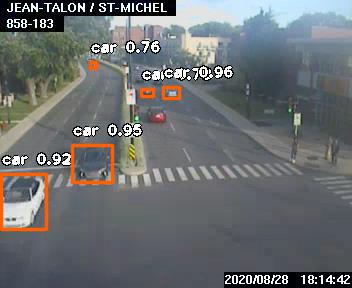 JEAN-TALON / ST-MICHEL
858-183
car 0.76
car 0.96
car 0.95
car 0.92
2020/08/28 18:14:42